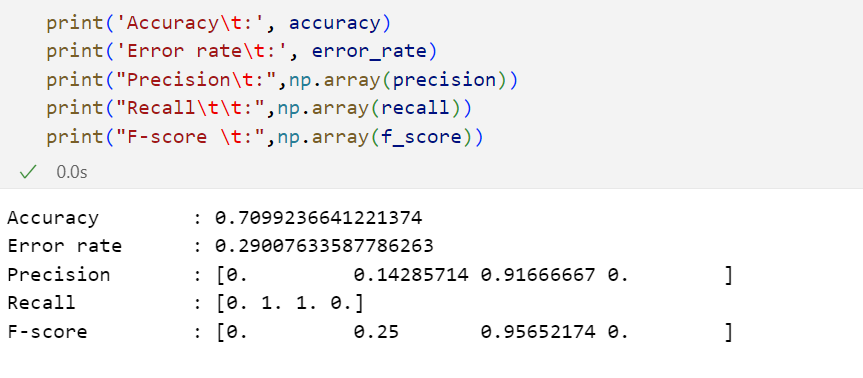 print('Accuracy\t:', accuracy)
print('Error rate\t:', error_rate)
print("Precision\t:",np.array(precision))
print("Recall\t\t:",np.array(recall))
print("F-score \t:",np.array(f_score))
0.0s
Accuracy : 0.7099236641221374
Error rate : 0.29007633587786263
Precision : [0. 0.14285714 0.91666667 0. ]
Recall : [0. 1. 1. 0.]
F-score : [0. 0.25 0.95652174 0. ]